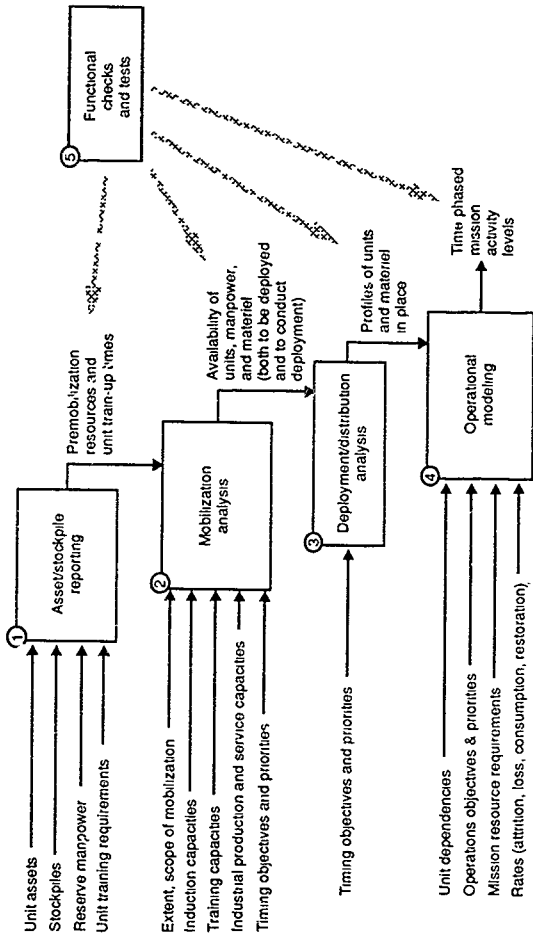 Unit assets
Stockpiles
Reserve manpower
Unit training requirements
1
Asset/stockpile
reporting
Premobilization
resources and
unit train-up times
Extent, scope of mobilization
Induction capacities
Training capacities
Industrial production and service capacities
Timing objectives and priorities
2
Mobilization
analysis
Availability of
units, manpower,
and materiel
(both to be deployed
and to conduct
deployment)
Timing objectives and priorities
3
Deployment/distribution
analysis
Profiles of units
and materiel
in place
Unit dependencies
Operations objectives & priorities
Mission resource requirements
Rates (attrition, loss, consumption, restoration)
4
Operational
modeling
Time phased
mission
activity
levels
5
Functional
checks
and tests